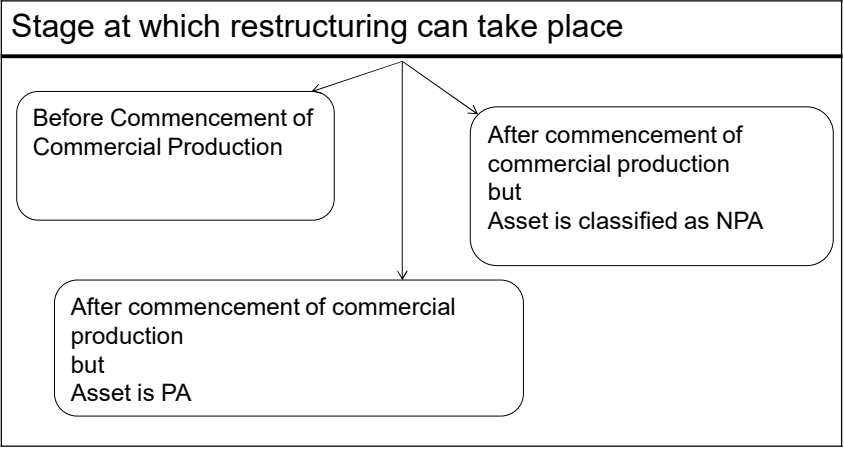 Stage at which restructuring can take place
Before Commencement of
Commercial Production
After commencement of
commercial production
but
Asset is classified as NPA
After commencement of commercial
production
but
Asset is PA